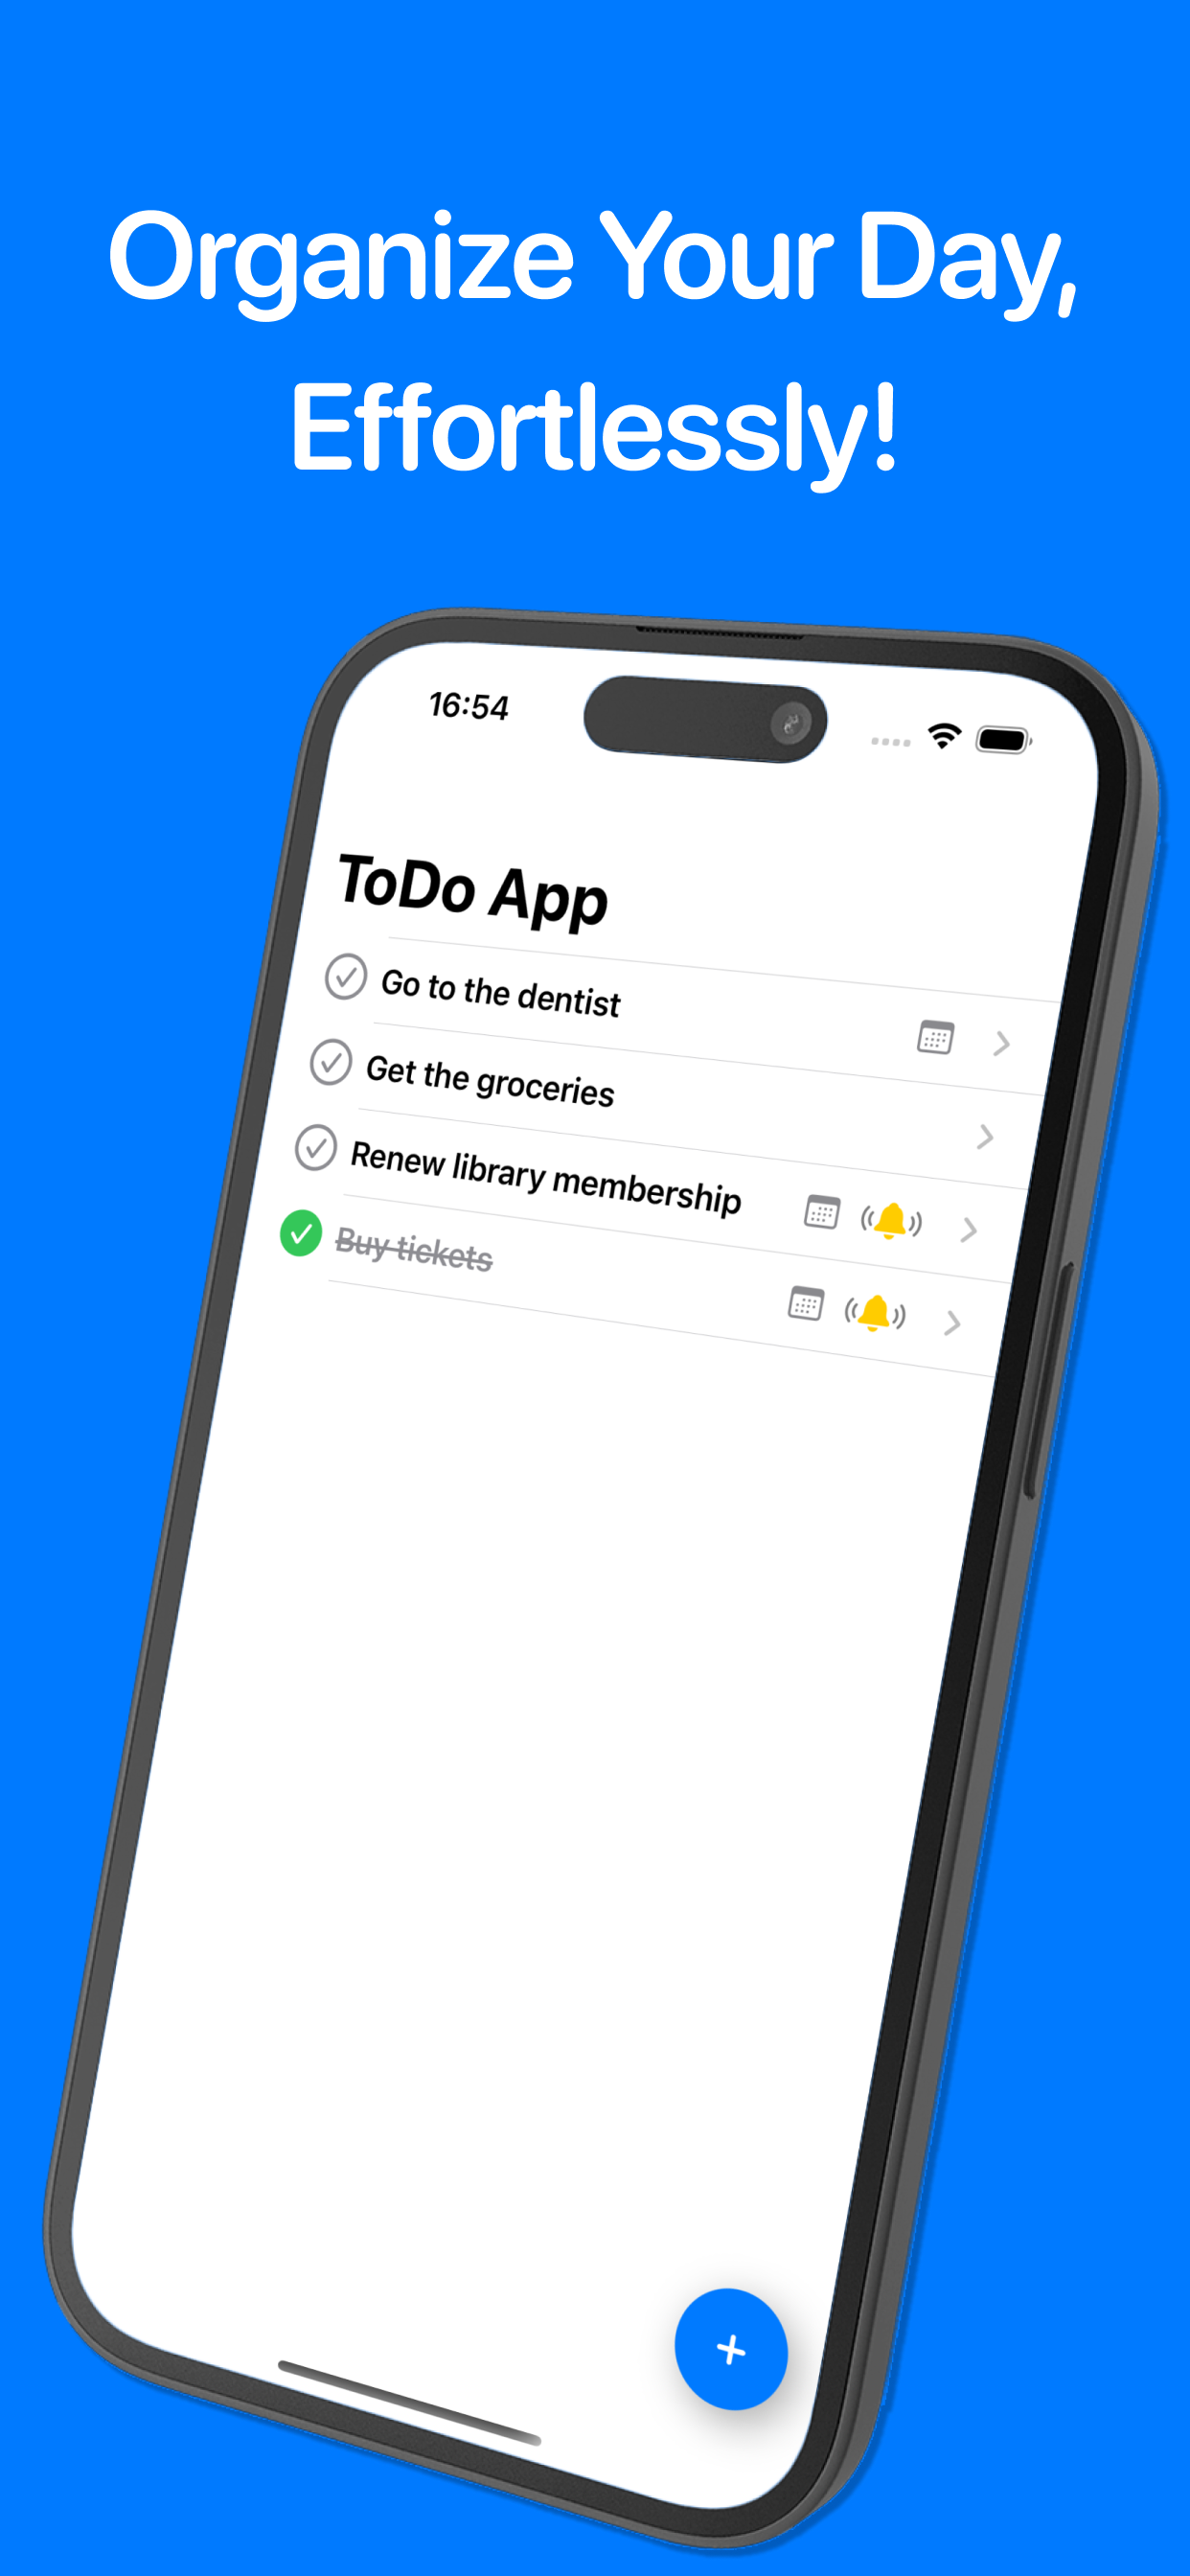 Organize Your Day,
Effortlessly!
16:54
ToDo App
Go to the dentist
Get the groceries
Renew library membership
Buy tickets